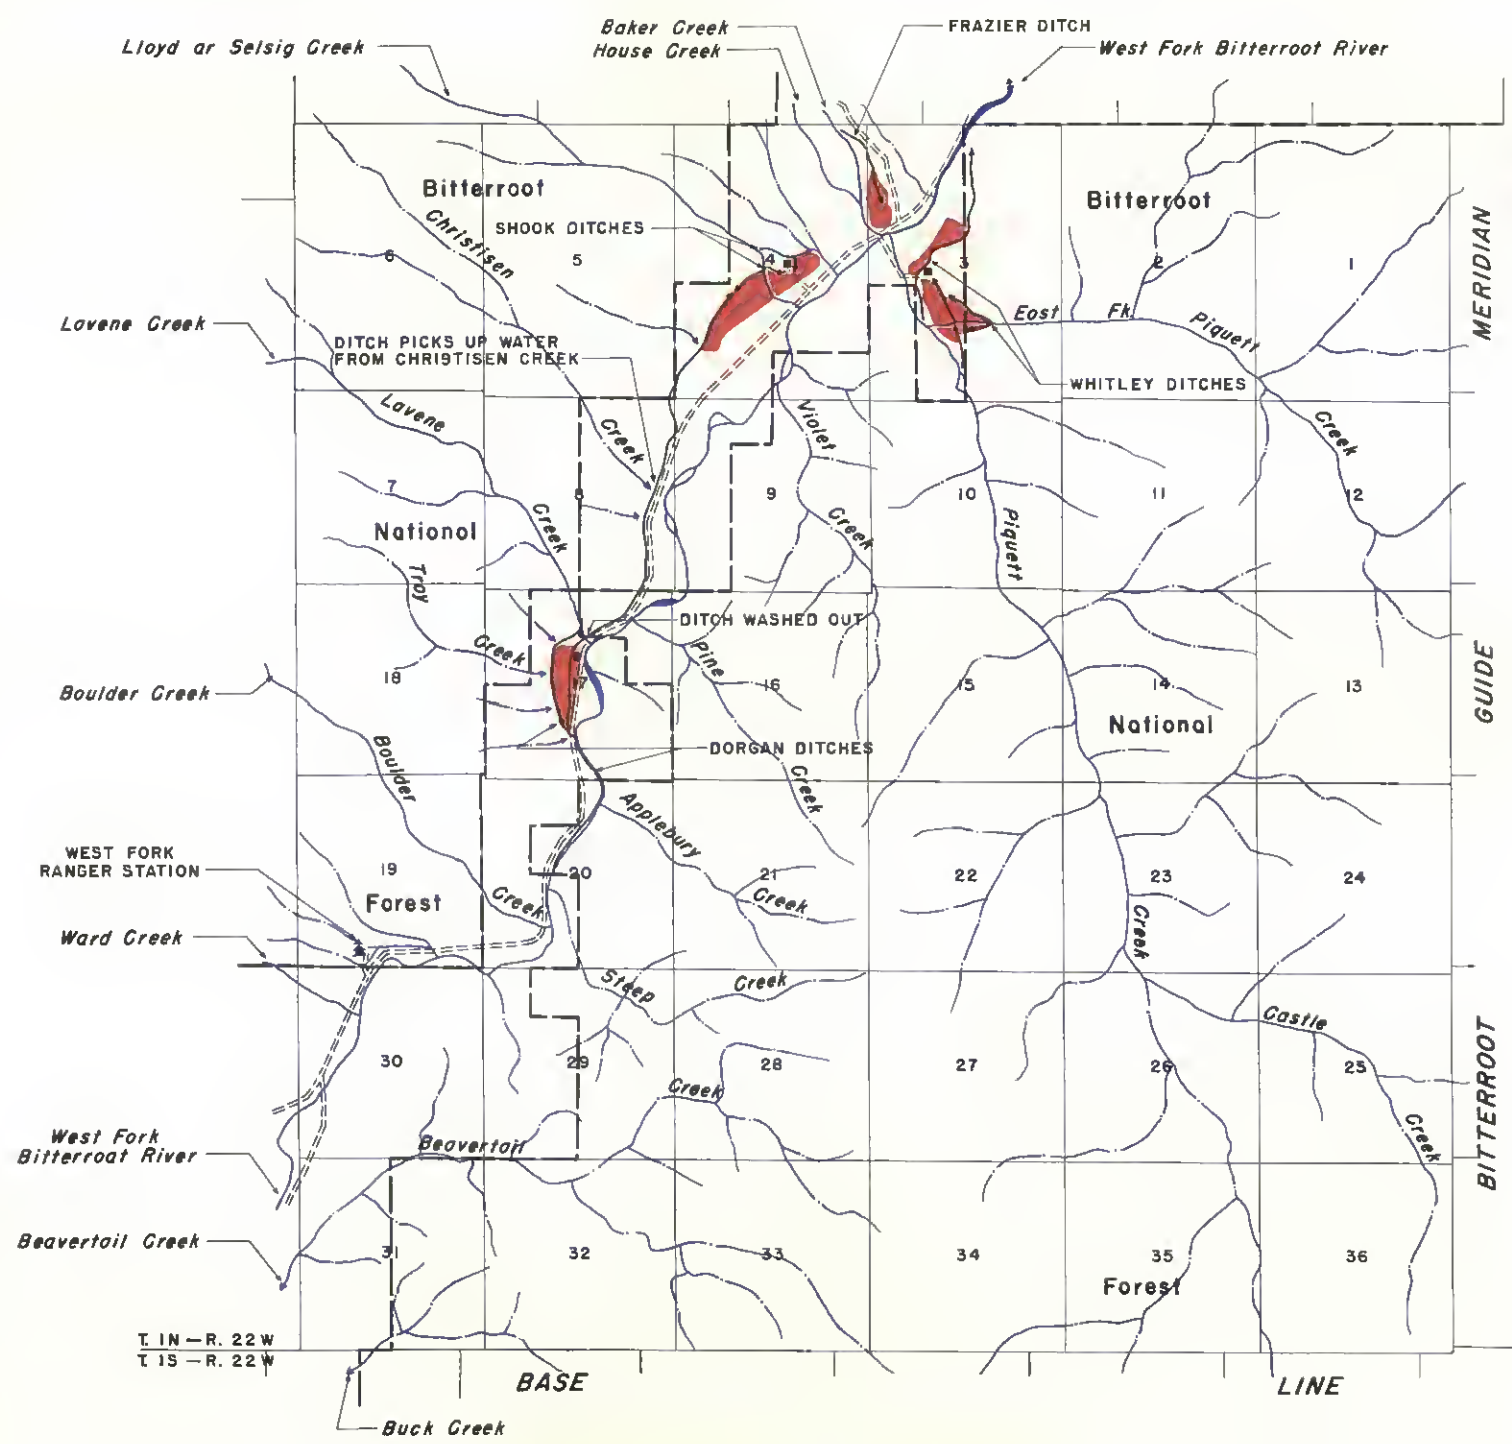 Baker Creek
House Creek
FRAZIER DITCH
West Fork Bitterroot River
Lloyd or Selsig Creek
Bitterroot
Bitterroot
Christisen
SHOOK DITCHES
6
5
4
3
2
1
MERIDIAN
Lavene Creek
DITCH PICKS UP WATER
FROM CHRISTISEN CREEK
East Fk. Piquett
WHITLEY DITCHES
Lavene
Creek
Violet
Creek
7
8
9
10
11
12
National
Creek
Creek
Piquett
Troy
Creek
DITCH WASHED OUT
Pine
GUIDE
18
17
16
15
14
13
Boulder Creek
National
Boulder
DORGAN DITCHES
Creek
Applebury
WEST FORK
RANGER STATION
19
20
21
22
23
24
Forest
Creek
Creek
Creek
Ward Creek
Steep
Creek
Castle
30
29
28
27
26
25
Creek
BITTERROOT
West Fork
Bitterroot River
Beavertail
Creek
Beavertail Creek
31
32
33
34
35
36
Forest
T. 1N – R. 22W
T. 1S – R. 22W
BASE
LINE
Buck Creek